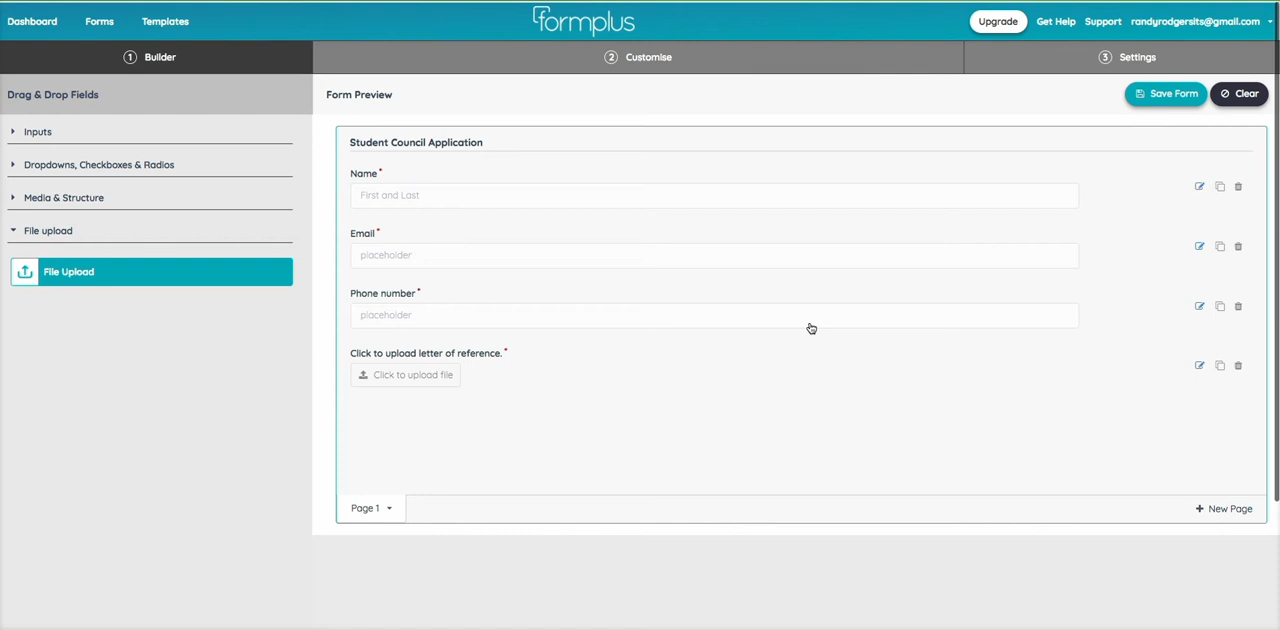 Dashboard Forms Templates formplus Upgrade Get Help Support randyrodgersits@gmail.com
1 Builder 2 Customise 3 Settings
Drag & Drop Fields Form Preview Save Form Clear
Inputs
Dropdowns, Checkboxes & Radios
Media & Structure
File upload
File Upload
Student Council Application
Name*
First and Last
Email*
placeholder
Phone number*
placeholder
Click to upload letter of reference.*
Click to upload file
Page 1 + New Page